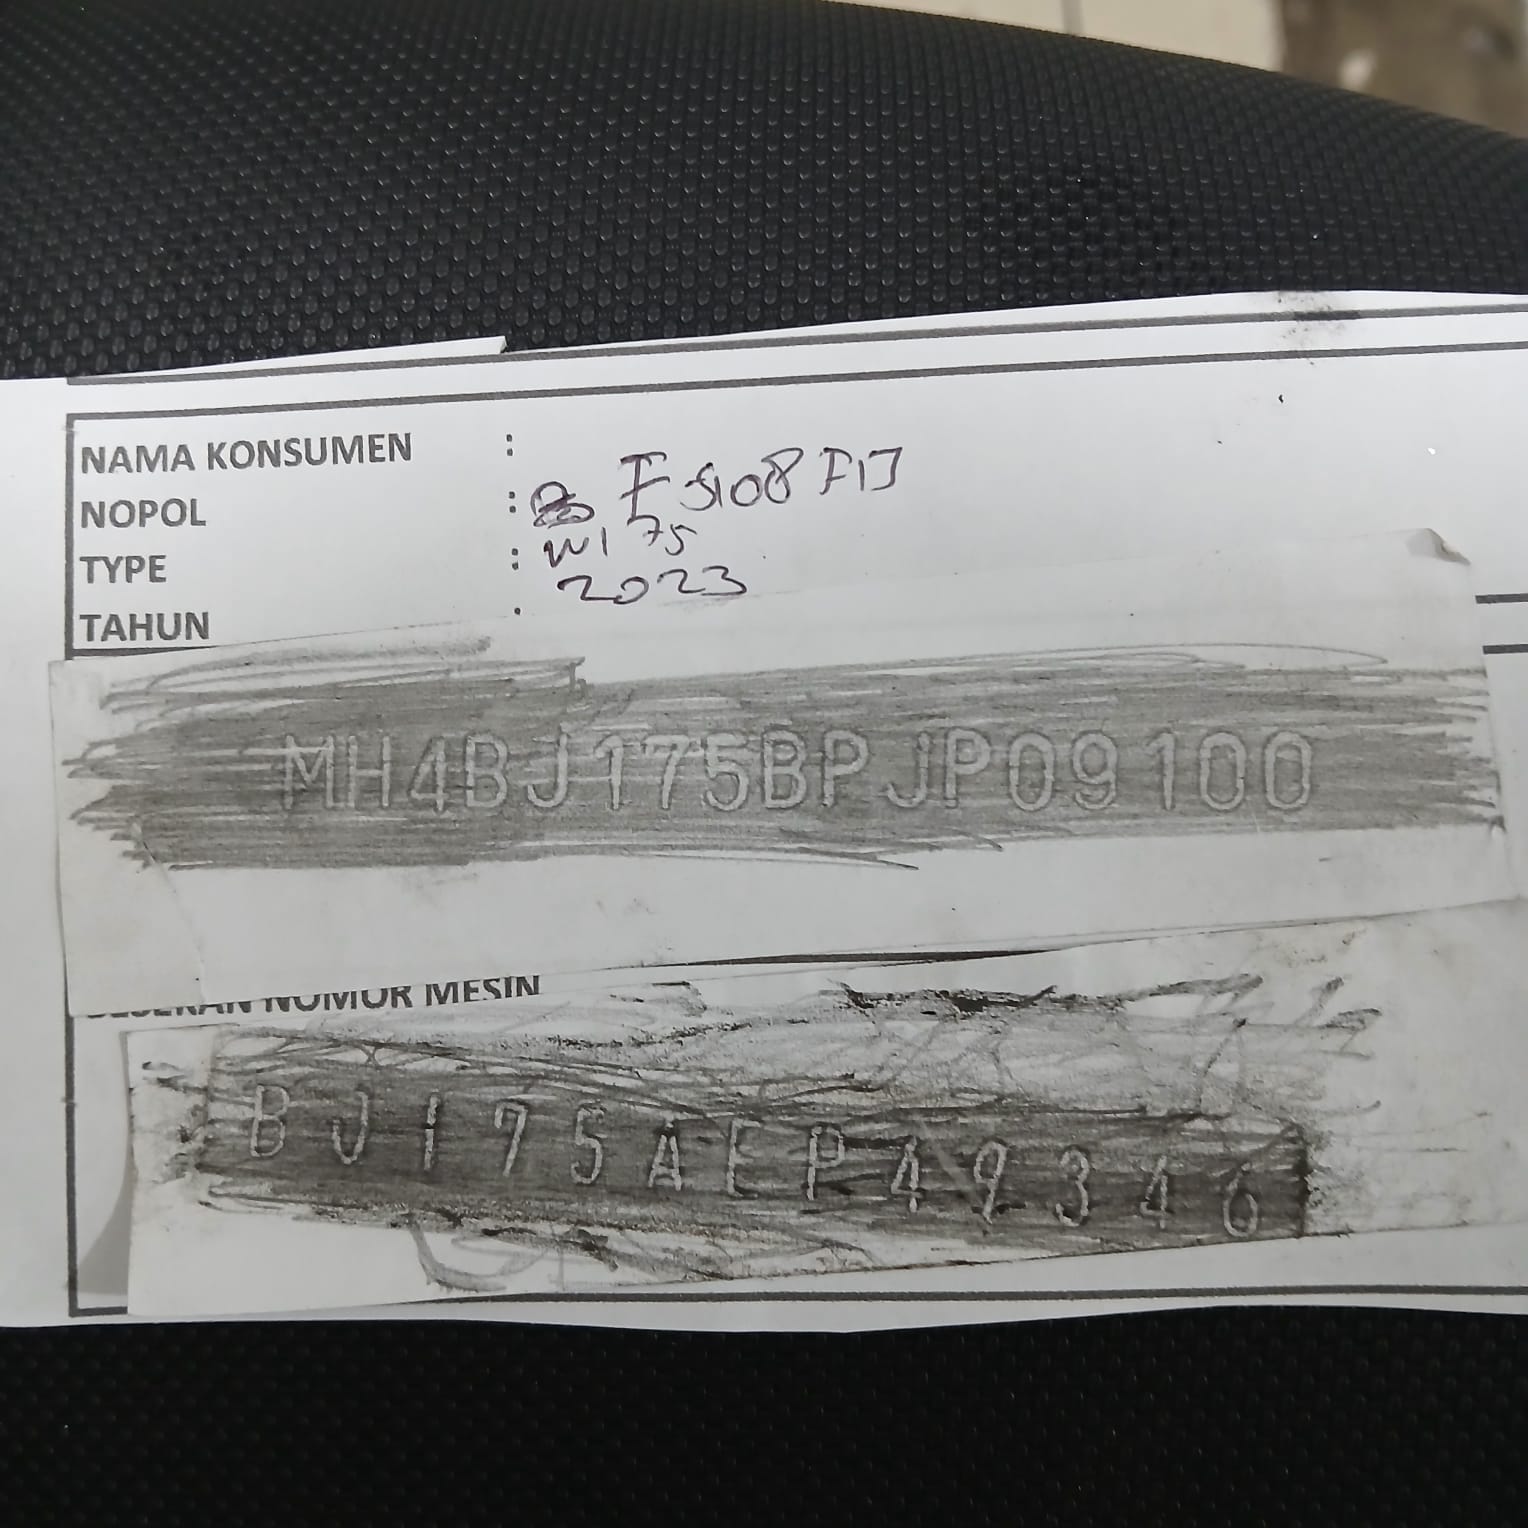 NAMA KONSUMEN :
NOPOL : F 5108 FIJ
TYPE : W175
TAHUN : 2023
MH4BJ175BPJP09100
NOMOR MESIN
BJ175AEP49346